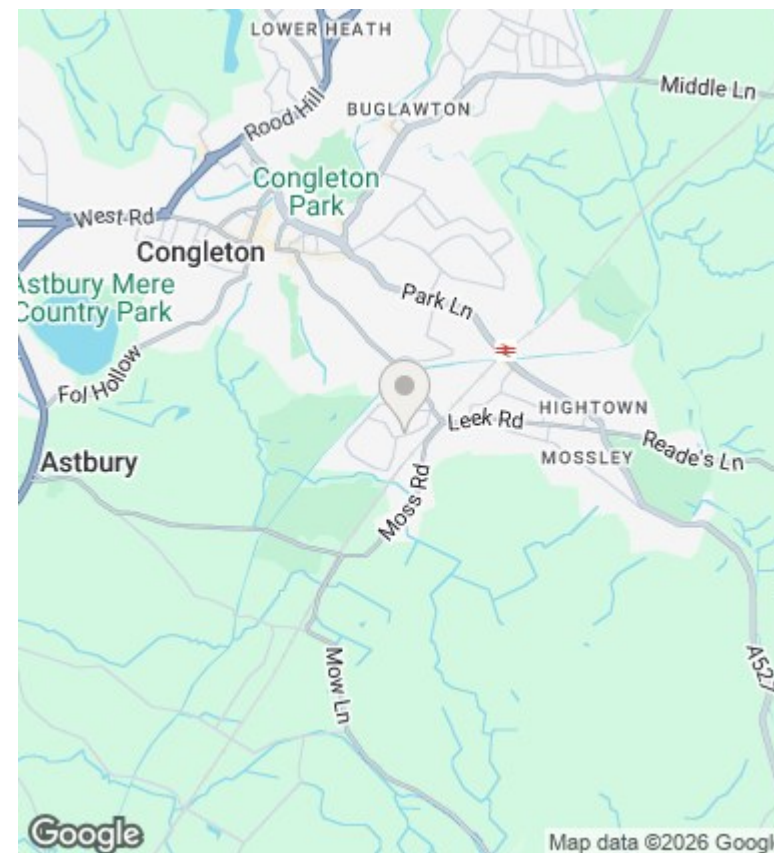 LOWER HEATH
Middle Ln
BUGLAWTON
Rood Hill
Congleton
Park
West Rd
Congleton
Astbury Mere
Country Park
Park Ln
Fol Hollow
HIGHTOWN
Leek Rd
Reade's Ln
MOSSLEY
Astbury
Moss Rd
Mow Ln
A527
Google
Map data ©2026 Googl